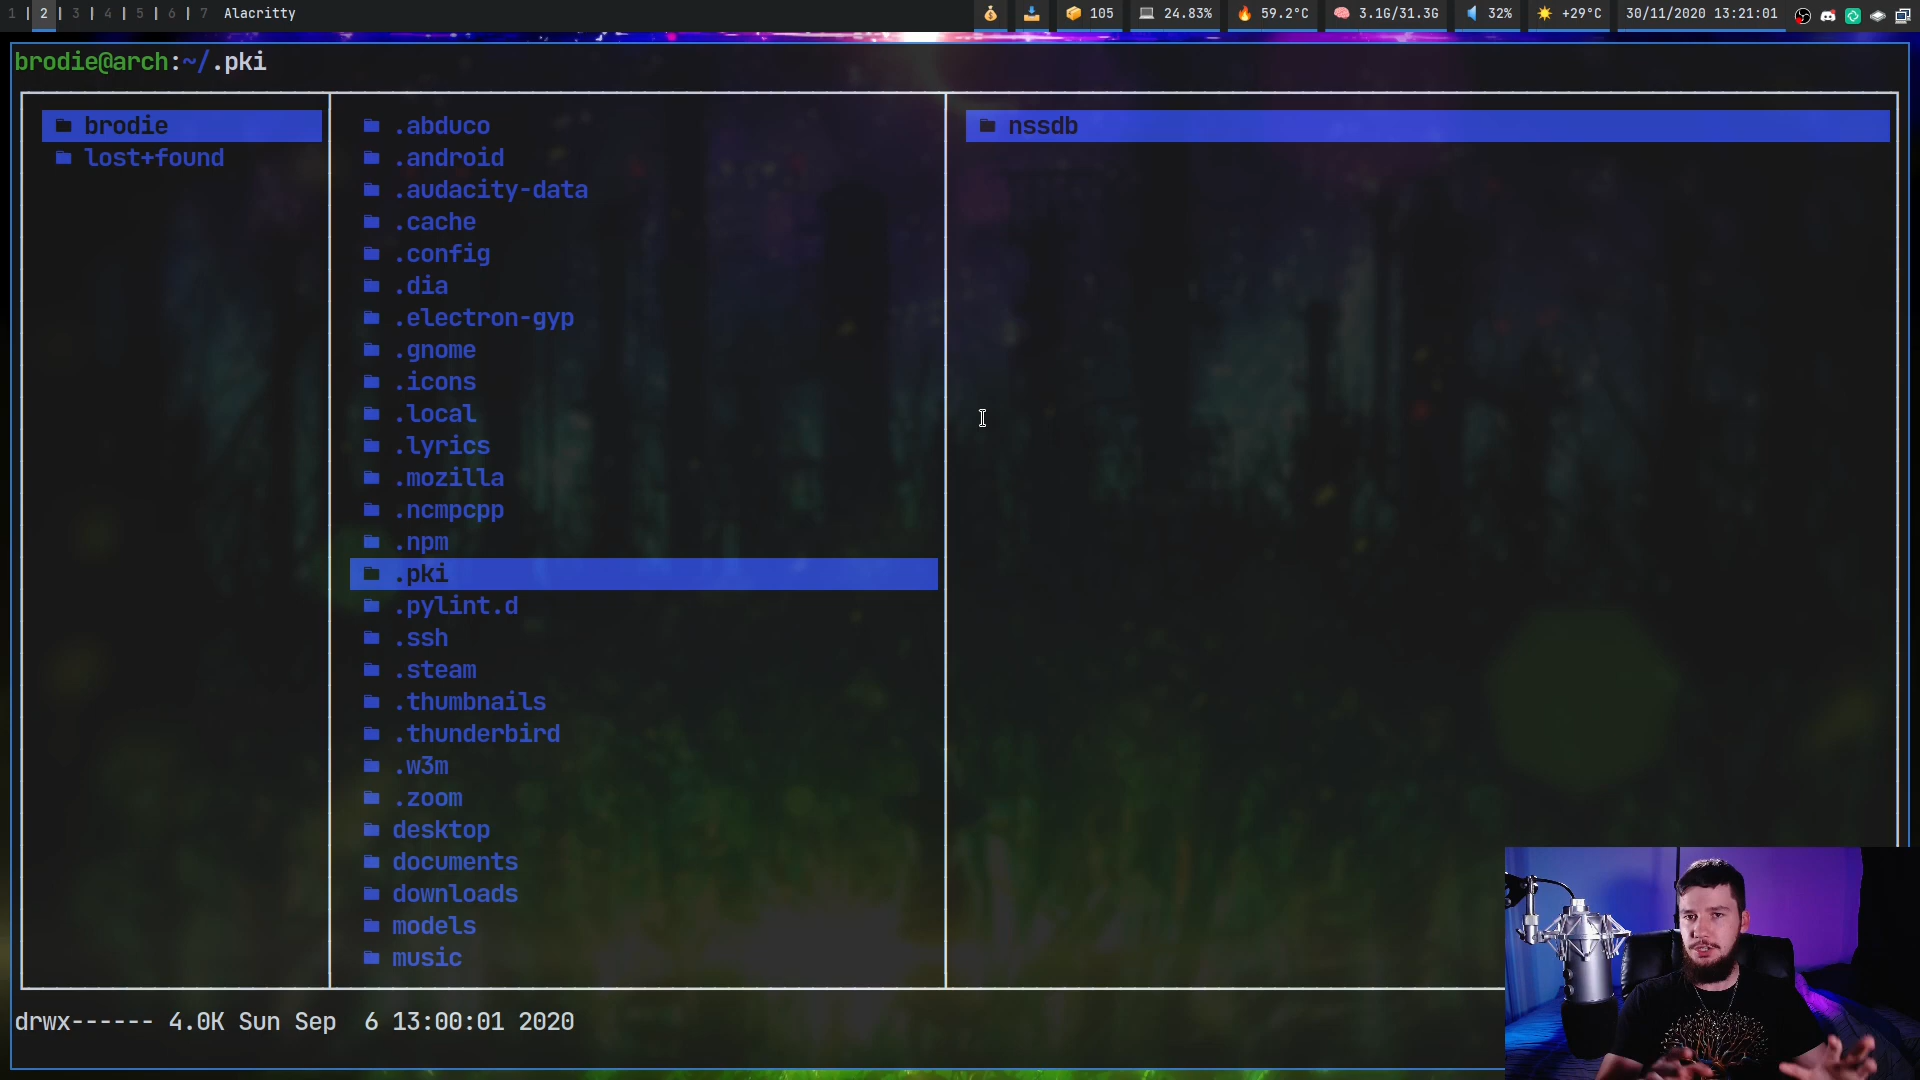 1 | 2 | 3 | 4 | 5 | 6 | 7 Alacritty 105 24.83% 59.2°C 3.1G/31.3G 32% +29°C 30/11/2020 13:21:01
brodie@arch:~/.pki
brodie
lost+found
.abduco
.android
.audacity-data
.cache
.config
.dia
.electron-gyp
.gnome
.icons
.local
.lyrics
.mozilla
.ncmpcpp
.npm
.pki
.pylint.d
.ssh
.steam
.thumbnails
.thunderbird
.w3m
.zoom
desktop
documents
downloads
models
music
nssdb
drwx------ 4.0K Sun Sep  6 13:00:01 2020